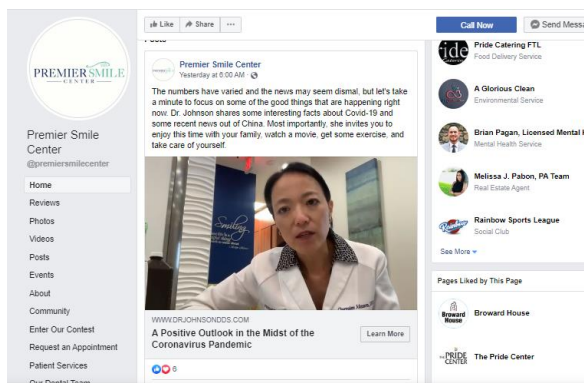 PREMIER SMILE
CENTER
Premier Smile
Center
@premiersmilecenter
Home
Reviews
Photos
Videos
Posts
Events
About
Community
Enter Our Contest
Request an Appointment
Patient Services
Our Dental Team
Like
Share
Call Now
Send Messa
Posts
Premier Smile Center
Yesterday at 6:00 AM
The numbers have varied and the news may seem dismal, but let's take
a minute to focus on some of the good things that are happening right
now. Dr. Johnson shares some interesting facts about Covid-19 and
some recent news out of China. Most importantly, she invites you to
enjoy this time with your family, watch a movie, get some exercise, and
take care of yourself.
Smiling
WWW.DRJOHNSONDDS.COM
A Positive Outlook in the Midst of the
Coronavirus Pandemic
Learn More
6
Pride Catering FTL
Food Delivery Service
A Glorious Clean
Environmental Service
Brian Pagan, Licensed Mental H
Mental Health Service
Melissa J. Pabon, PA Team
Real Estate Agent
Rainbow Sports League
Social Club
See More
Pages Liked by This Page
Broward
House
Broward House
PRIDE
CENTER
The Pride Center